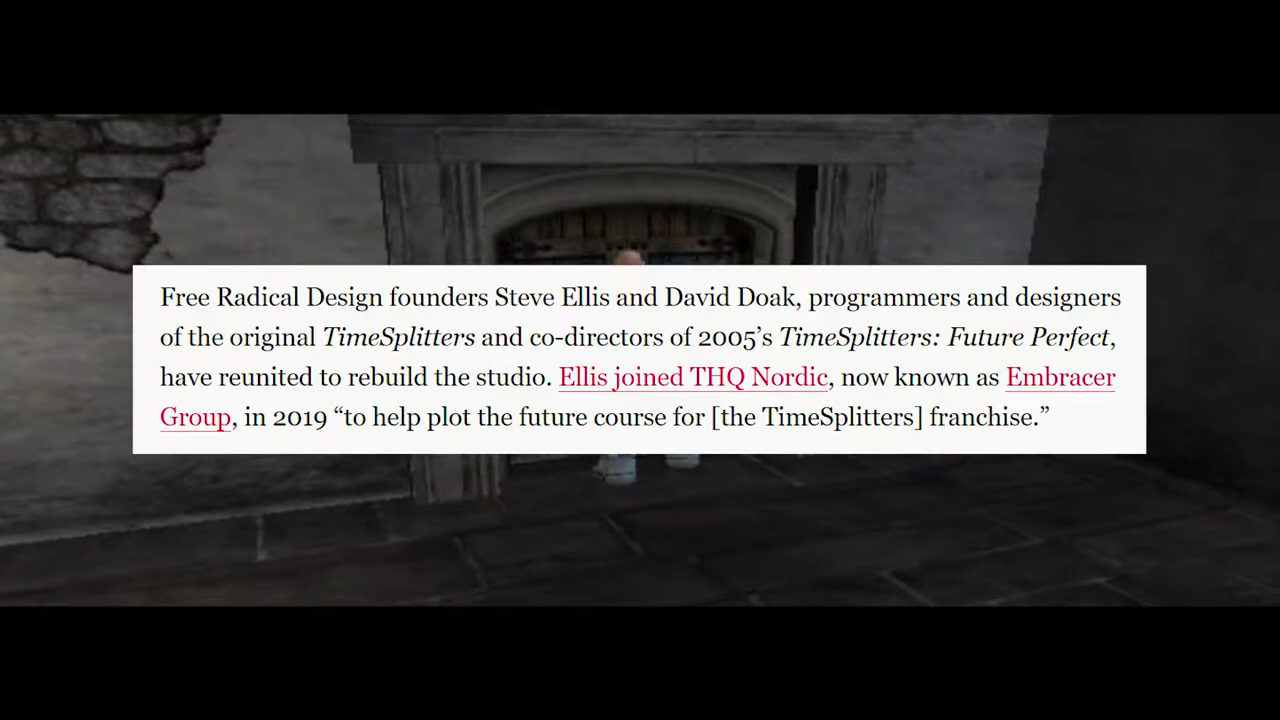 Free Radical Design founders Steve Ellis and David Doak, programmers and designers
of the original TimeSplitters and co-directors of 2005’s TimeSplitters: Future Perfect,
have reunited to rebuild the studio. Ellis joined THQ Nordic, now known as Embracer
Group, in 2019 “to help plot the future course for [the TimeSplitters] franchise.”